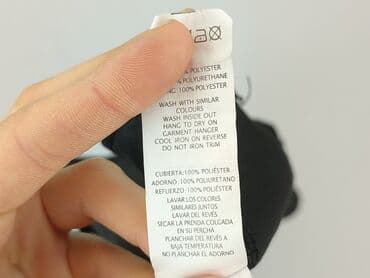 POLYESTER
% POLYURETHANE
NG: 100% POLYESTER
WASH WITH SIMILAR
COLOURS
WASH INSIDE OUT
HANG TO DRY ON
GARMENT HANGER
COOL IRON ON REVERSE
DO NOT IRON TRIM
CUBIERTA: 100% POLIÉSTER
ADORNO: 100% POLIURETANO
REFUERZO: 100% POLIÉSTER
LAVAR LOS COLORES
SIMILARES JUNTOS
LAVAR DEL REVÉS
SECAR LA PRENDA COLGADA
EN SU PERCHA
PLANCHAR DEL REVÉS A
BAJA TEMPERATURA
NO PLANCHAR EL ADORNO